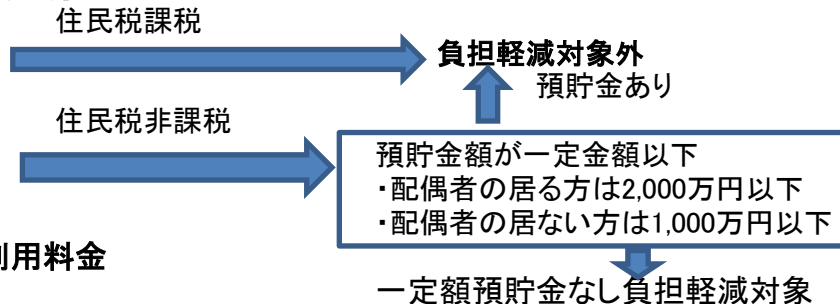 住民税課税
負担軽減対象外
預貯金あり
住民税非課税
預貯金額が一定金額以下
・配偶者の居る方は2,000万円以下
・配偶者の居ない方は1,000万円以下
利用料金
一定額預貯金なし負担軽減対象